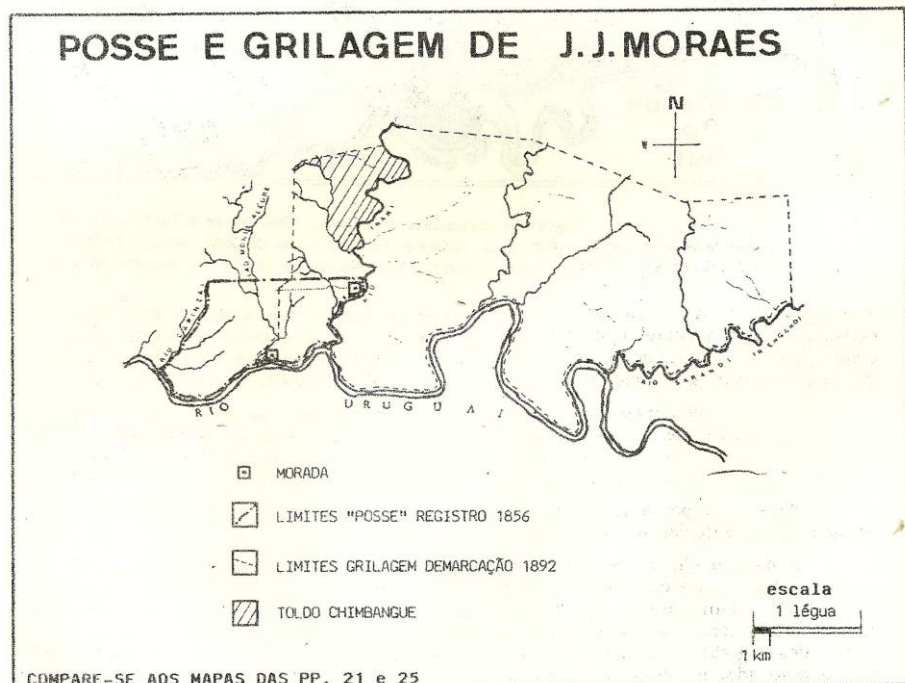 POSSE E GRILAGEM DE J.J.MORAES
N
W
RIO
RIO
URUGUAI
RIO SARANDI
MORADA
LIMITES "POSSE" REGISTRO 1856
LIMITES GRILAGEM DEMARCAÇÃO 1892
TOLDO CHIMBANGUE
escala
1 légua
1 km
COMPARE-SE AOS MAPAS DAS PP. 21 e 25